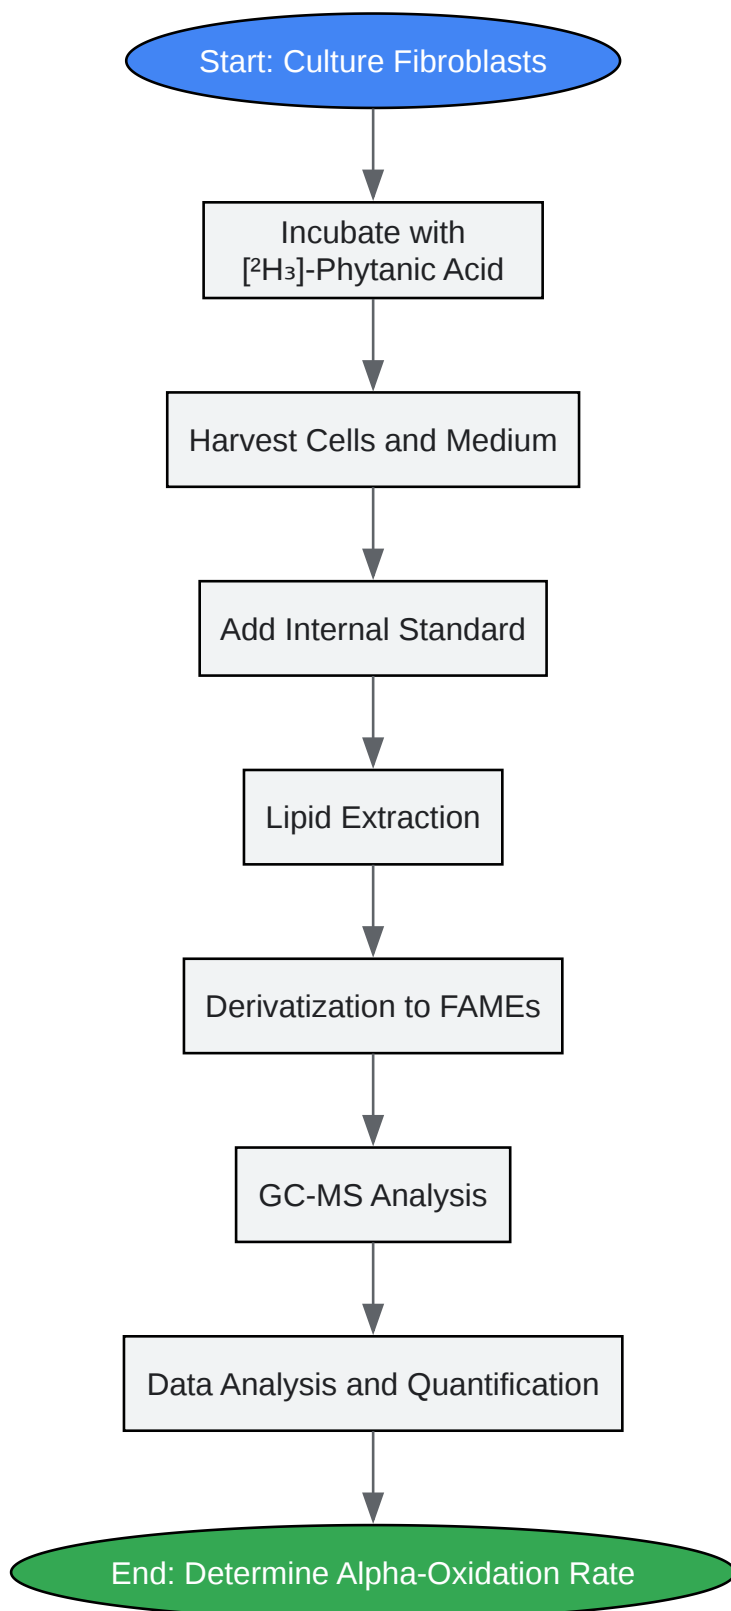 Start: Culture Fibroblasts
Incubate with
[²H₃]-Phytanic Acid
Harvest Cells and Medium
Add Internal Standard
Lipid Extraction
Derivatization to FAMEs
GC-MS Analysis
Data Analysis and Quantification
End: Determine Alpha-Oxidation Rate